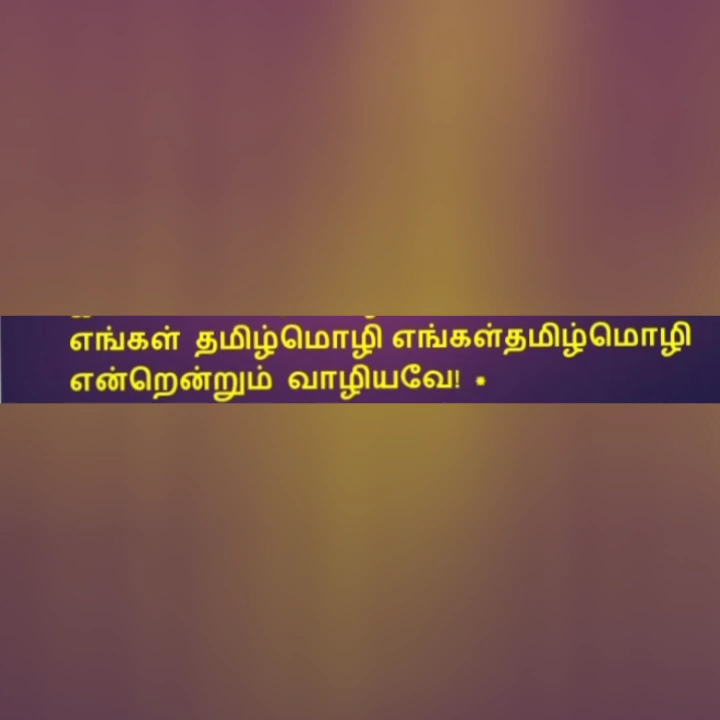 எங்கள் தமிழ்மொழி எங்கள்தமிழ்மொழி
என்றென்றும் வாழியவே! *